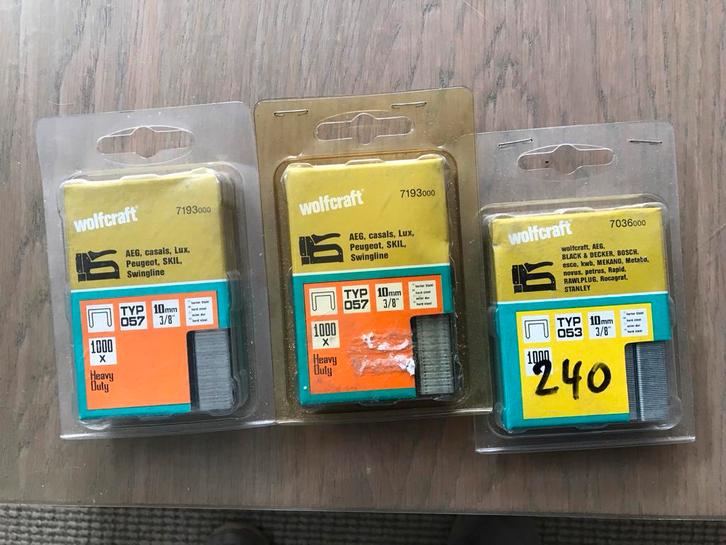 wolfcraft®
7193000
AEG, casals, Lux,
Peugeot, SKIL,
Swingline
TYP
057
10mm
3/8"
1000
x
Heavy
Duty
wolfcraft®
7193000
AEG, casals, Lux,
Peugeot, SKIL,
Swingline
TYP
057
10mm
3/8"
1000
x
Heavy
Duty
wolfcraft®
7036000
wolfcraft, AEG,
BLACK & DECKER, BOSCH,
esco, kwb, MEKANO, Metabo,
novus, petrus, Rapid,
RAWLPLUG, Rocagraf,
STANLEY
TYP
053
10mm
3/8"
1000
240